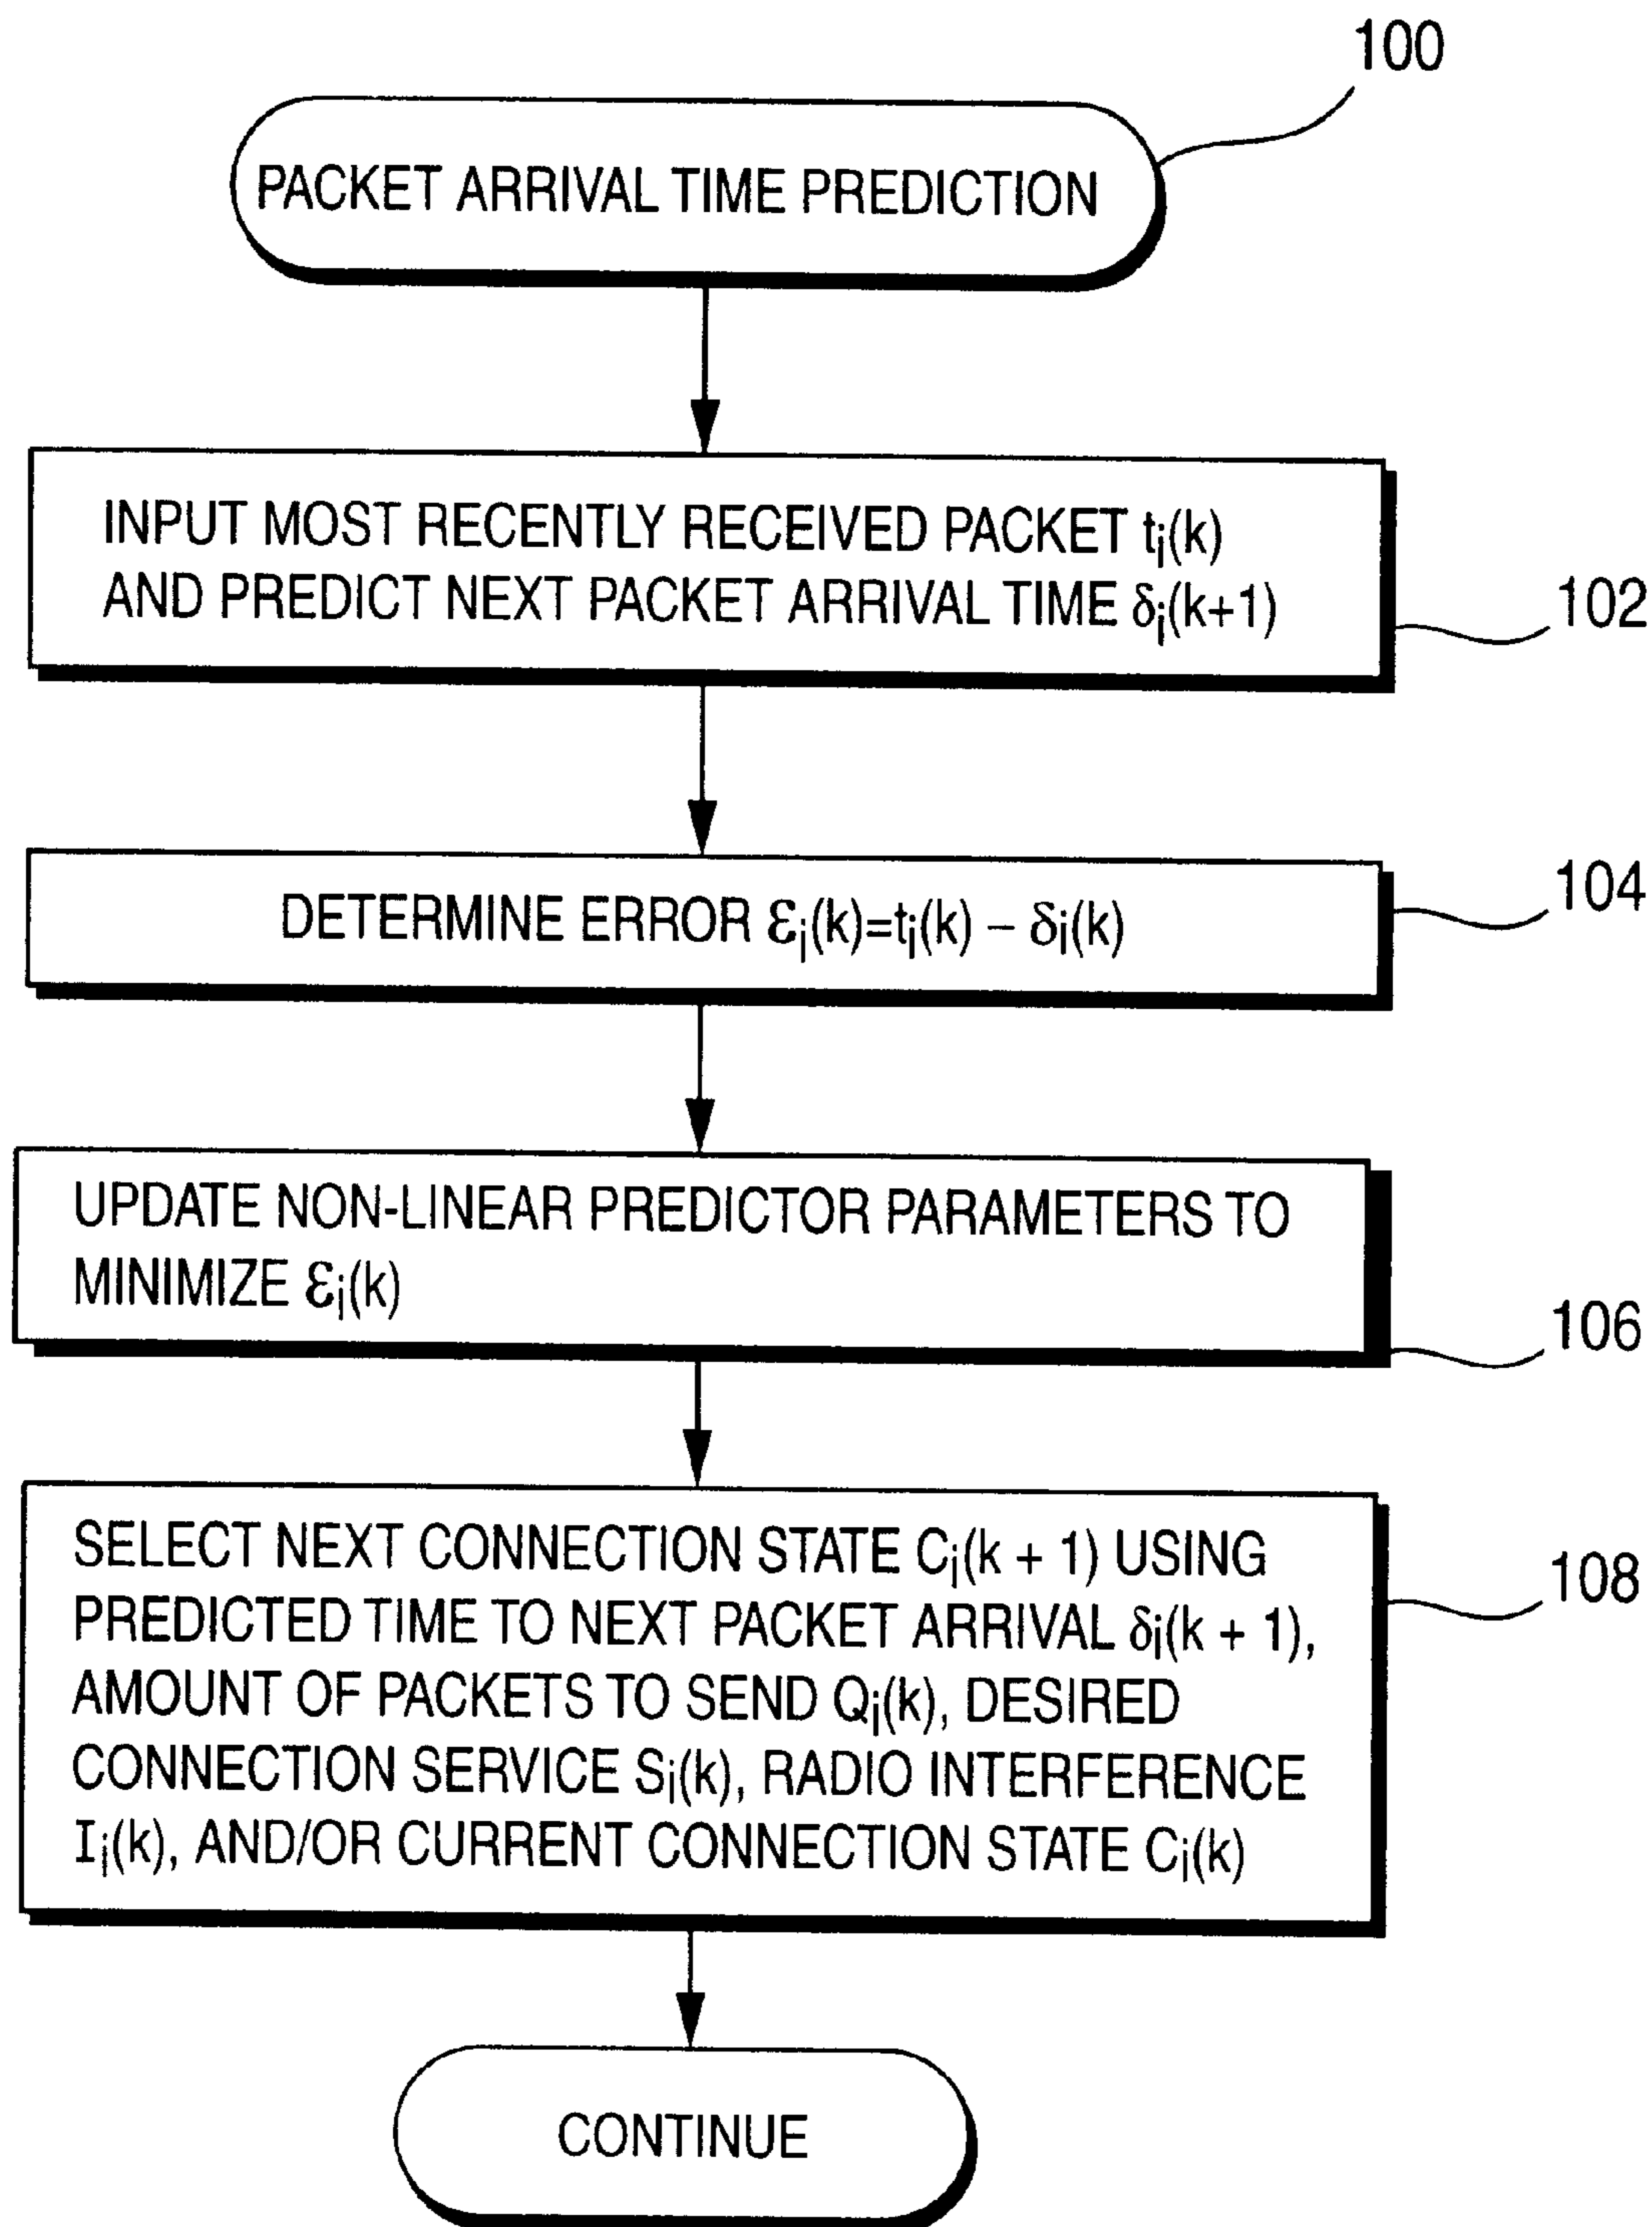 100
PACKET ARRIVAL TIME PREDICTION
INPUT MOST RECENTLY RECEIVED PACKET tᵢ(k)
AND PREDICT NEXT PACKET ARRIVAL TIME δᵢ(k+1)
102
DETERMINE ERROR Ɛᵢ(k)=tᵢ(k) – δᵢ(k)
104
UPDATE NON-LINEAR PREDICTOR PARAMETERS TO
MINIMIZE Ɛᵢ(k)
106
SELECT NEXT CONNECTION STATE Cᵢ(k + 1) USING
PREDICTED TIME TO NEXT PACKET ARRIVAL δᵢ(k + 1),
AMOUNT OF PACKETS TO SEND Qᵢ(k), DESIRED
CONNECTION SERVICE Sᵢ(k), RADIO INTERFERENCE
Iᵢ(k), AND/OR CURRENT CONNECTION STATE Cᵢ(k)
108
CONTINUE